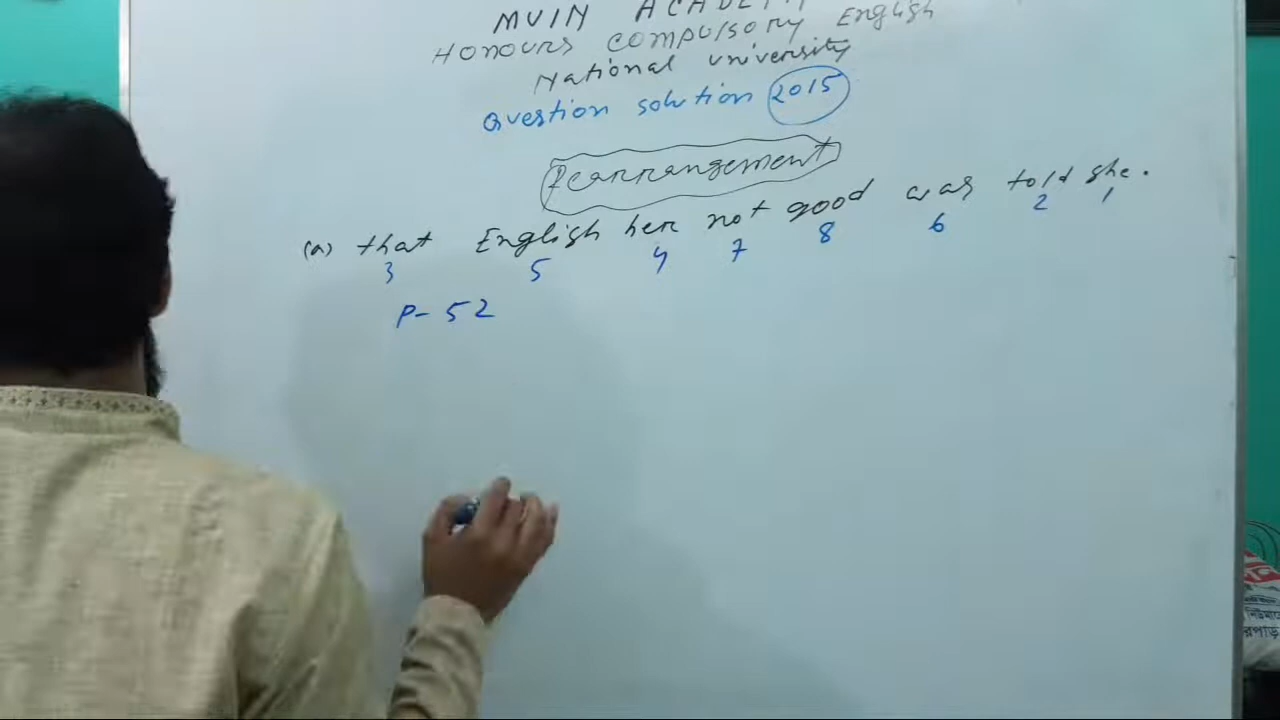 MUIN ACADEMY
HONOURS COMPULSORY English
National university
Question solution 2015
Rearrangement
(a) that English her not good was told she.
3 5 4 7 8 6 2 1
P- 52